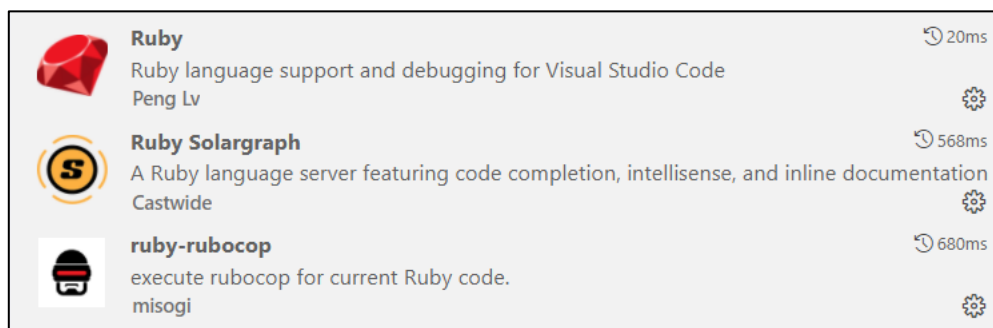 Ruby 20ms
Ruby language support and debugging for Visual Studio Code
Peng Lv
Ruby Solargraph 568ms
A Ruby language server featuring code completion, intellisense, and inline documentation
Castwide
ruby-rubocop 680ms
execute rubocop for current Ruby code.
misogi
S